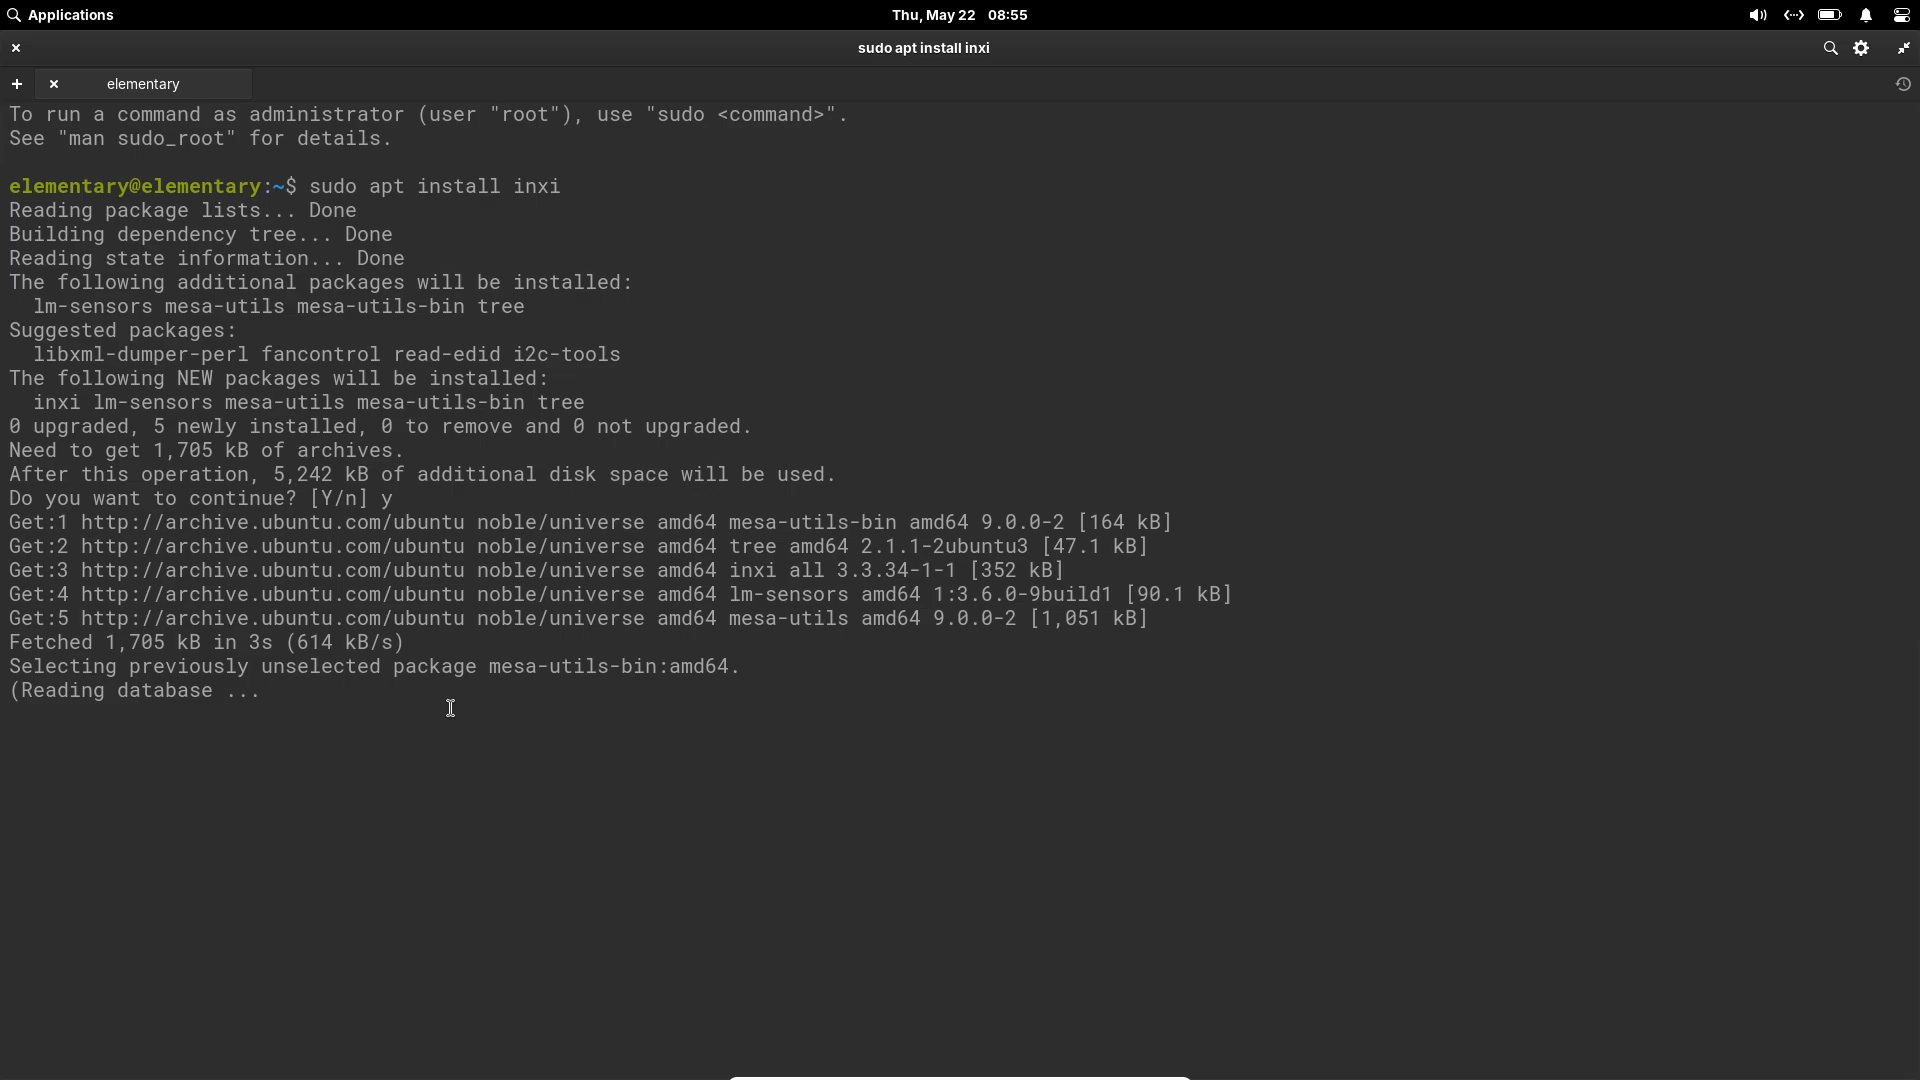 Applications
Thu, May 22 08:55
sudo apt install inxi
elementary
To run a command as administrator (user "root"), use "sudo <command>".
See "man sudo_root" for details.
elementary@elementary:~$ sudo apt install inxi
Reading package lists... Done
Building dependency tree... Done
Reading state information... Done
The following additional packages will be installed:
  lm-sensors mesa-utils mesa-utils-bin tree
Suggested packages:
  libxml-dumper-perl fancontrol read-edid i2c-tools
The following NEW packages will be installed:
  inxi lm-sensors mesa-utils mesa-utils-bin tree
0 upgraded, 5 newly installed, 0 to remove and 0 not upgraded.
Need to get 1,705 kB of archives.
After this operation, 5,242 kB of additional disk space will be used.
Do you want to continue? [Y/n] y
Get:1 http://archive.ubuntu.com/ubuntu noble/universe amd64 mesa-utils-bin amd64 9.0.0-2 [164 kB]
Get:2 http://archive.ubuntu.com/ubuntu noble/universe amd64 tree amd64 2.1.1-2ubuntu3 [47.1 kB]
Get:3 http://archive.ubuntu.com/ubuntu noble/universe amd64 inxi all 3.3.34-1-1 [352 kB]
Get:4 http://archive.ubuntu.com/ubuntu noble/universe amd64 lm-sensors amd64 1:3.6.0-9build1 [90.1 kB]
Get:5 http://archive.ubuntu.com/ubuntu noble/universe amd64 mesa-utils amd64 9.0.0-2 [1,051 kB]
Fetched 1,705 kB in 3s (614 kB/s)
Selecting previously unselected package mesa-utils-bin:amd64.
(Reading database ...